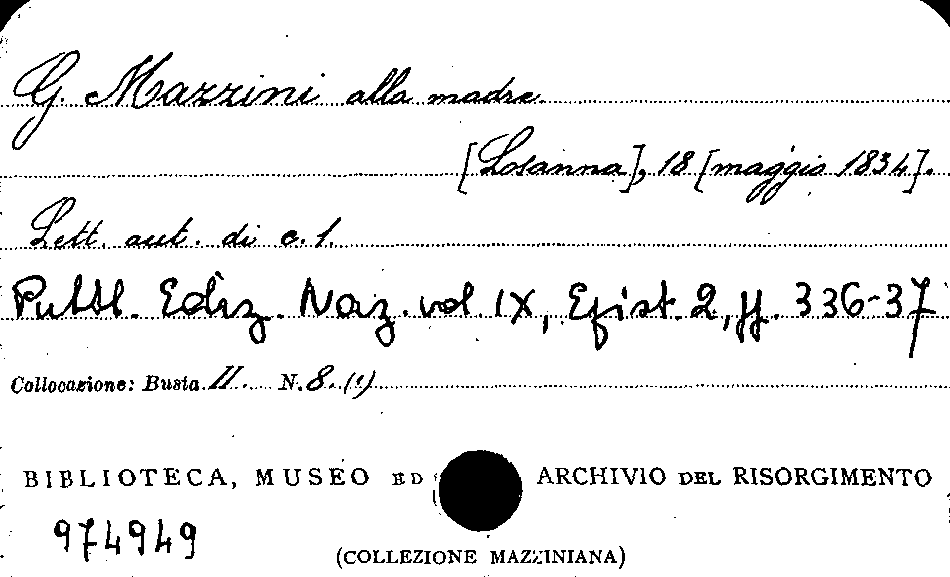 G. Mazzini alla madre.
[Losanna], 18 [maggio 1834].
Lett. aut. di c. 1.
Pubbl. Ediz. Naz. vol. IX, Epist. 2, pp. 336-37
Collocazione: Busta II. N. 8. (1)
BIBLIOTECA, MUSEO ED ARCHIVIO DEL RISORGIMENTO
974949
(COLLEZIONE MAZZINIANA)